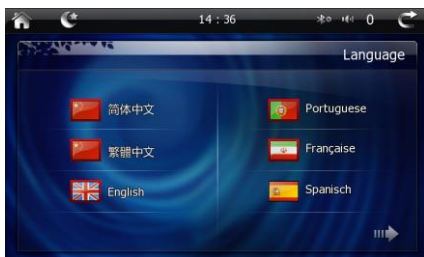 14 : 36
0
Language
简体中文
Portuguese
繁體中文
Française
English
Spanisch